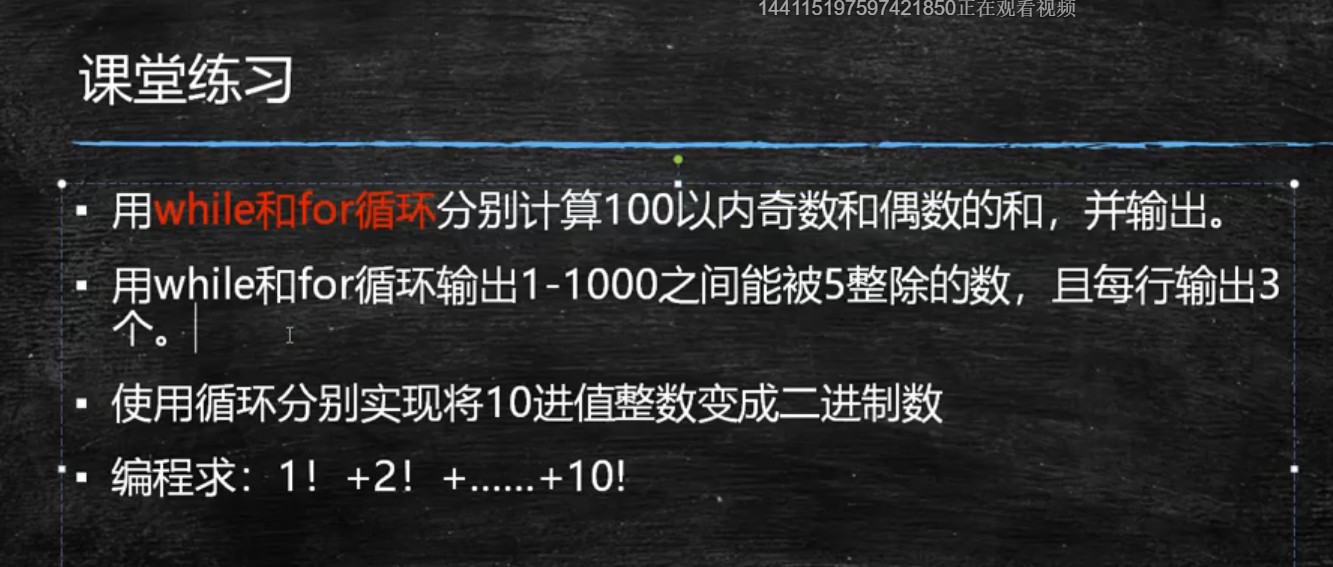 144115197597421850正在观看视频
课堂练习
▪ 用while和for循环分别计算100以内奇数和偶数的和，并输出。
▪ 用while和for循环输出1-1000之间能被5整除的数，且每行输出3
个。
▪ 使用循环分别实现将10进值整数变成二进制数
▪ 编程求：1！+2！+……+10!